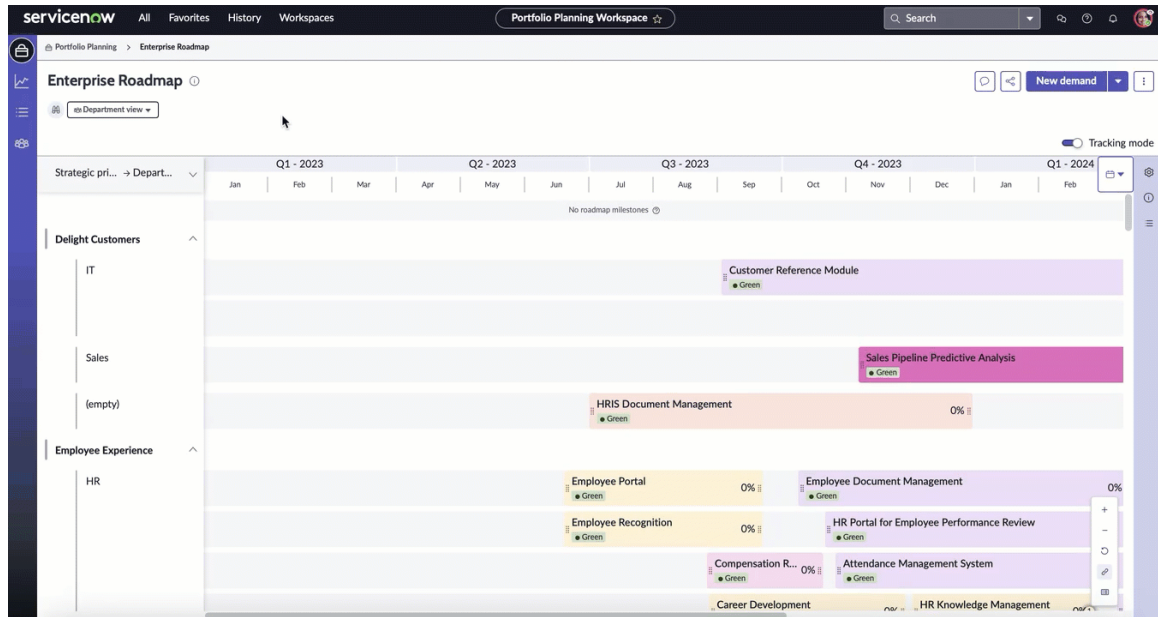 servicenow All Favorites History Workspaces Portfolio Planning Workspace Search
Portfolio Planning > Enterprise Roadmap
Enterprise Roadmap New demand
Department view
Tracking mode
Strategic pri... → Depart... Q1 - 2023 Q2 - 2023 Q3 - 2023 Q4 - 2023 Q1 - 2024
Jan Feb Mar Apr May Jun Jul Aug Sep Oct Nov Dec Jan Feb
No roadmap milestones
Delight Customers
IT Customer Reference Module
Green
Sales Sales Pipeline Predictive Analysis
Green
(empty) HRIS Document Management 0%
Green
Employee Experience
HR Employee Portal 0% Employee Document Management 0%
Green Green
Employee Recognition 0% HR Portal for Employee Performance Review
Green Green
Compensation R... 0% Attendance Management System
Green Green
Career Development 0% HR Knowledge Management 0%